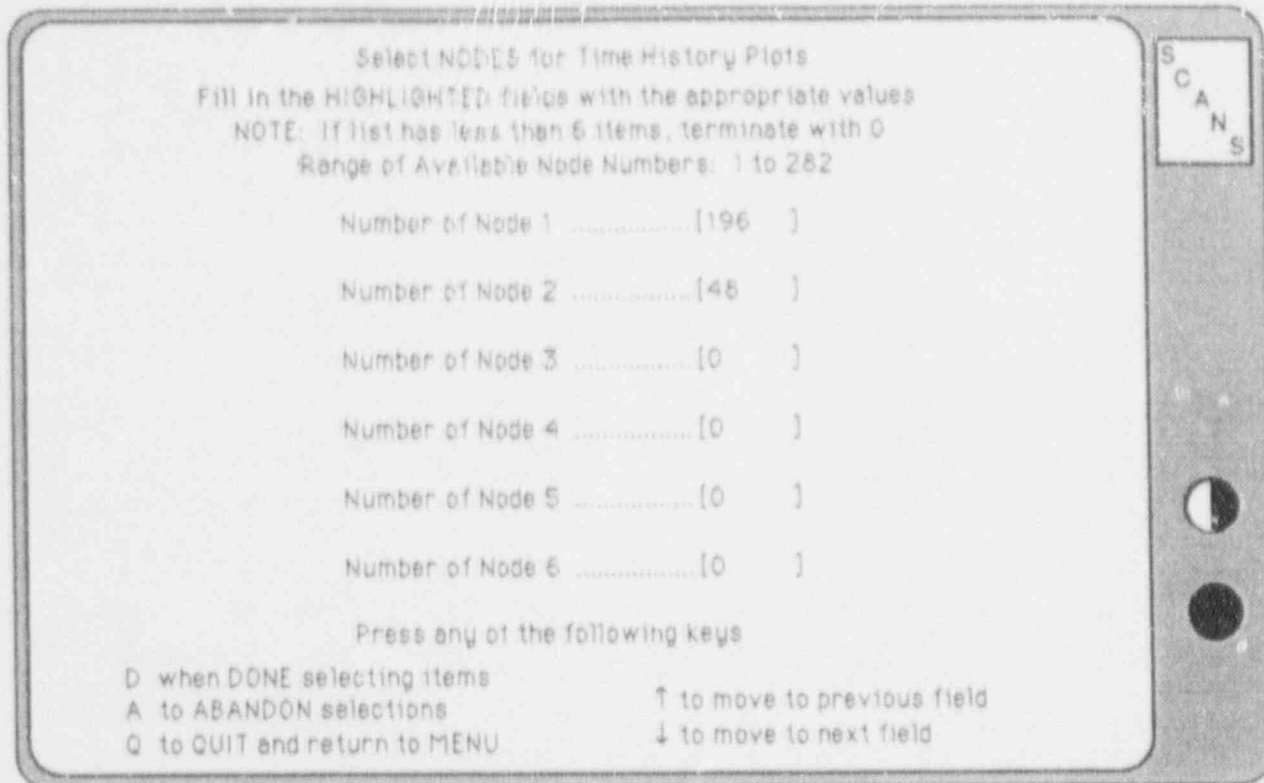 Select NODES for Time History Plots
Fill in the HIGHLIGHTED fields with the appropriate values
NOTE: If list has less than 6 items, terminate with 0
Range of Available Node Numbers: 1 to 282
Number of Node 1 ................[196 ]
Number of Node 2 ................[48 ]
Number of Node 3 ................[0 ]
Number of Node 4 ................[0 ]
Number of Node 5 ................[0 ]
Number of Node 6 ................[0 ]
Press any of the following keys
D when DONE selecting items
A to ABANDON selections
Q to QUIT and return to MENU
↑ to move to previous field
↓ to move to next field
SCANS